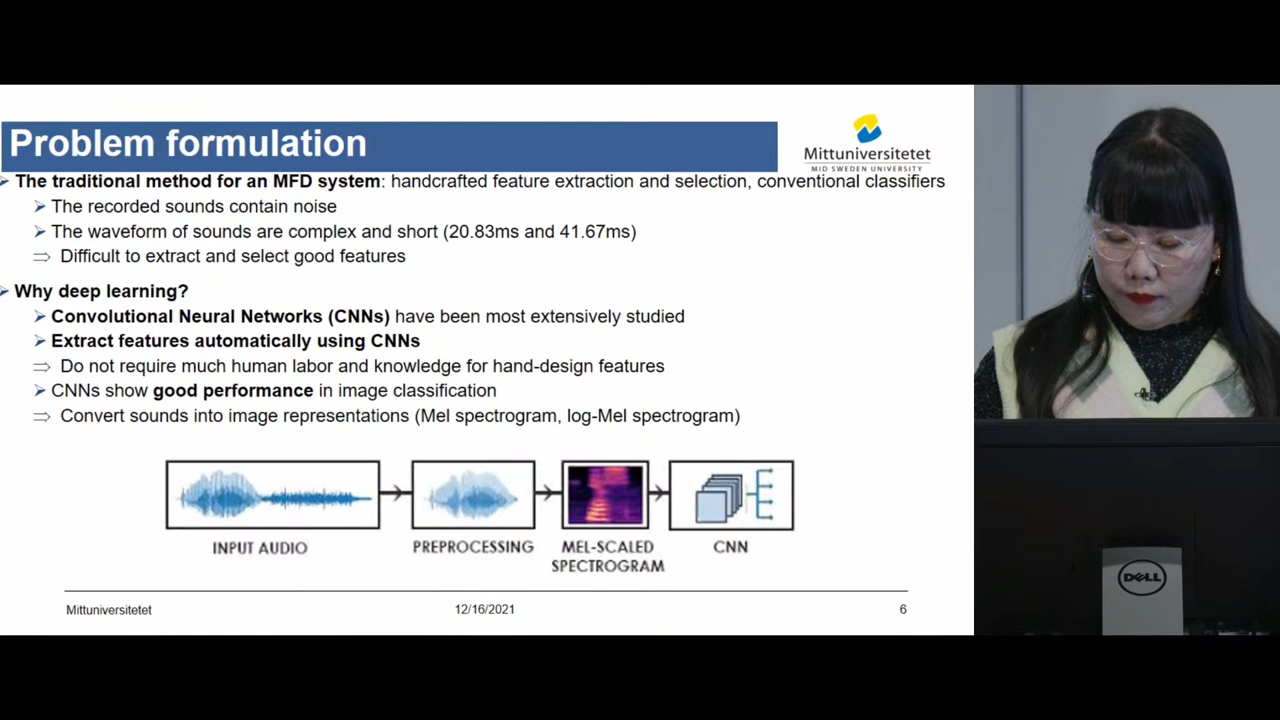 Problem formulation
Mittuniversitetet
MID SWEDEN UNIVERSITY
The traditional method for an MFD system: handcrafted feature extraction and selection, conventional classifiers
The recorded sounds contain noise
The waveform of sounds are complex and short (20.83ms and 41.67ms)
Difficult to extract and select good features
Why deep learning?
Convolutional Neural Networks (CNNs) have been most extensively studied
Extract features automatically using CNNs
Do not require much human labor and knowledge for hand-design features
CNNs show good performance in image classification
Convert sounds into image representations (Mel spectrogram, log-Mel spectrogram)
INPUT AUDIO
PREPROCESSING
MEL-SCALED
SPECTROGRAM
CNN
Mittuniversitetet
12/16/2021
6
DELL